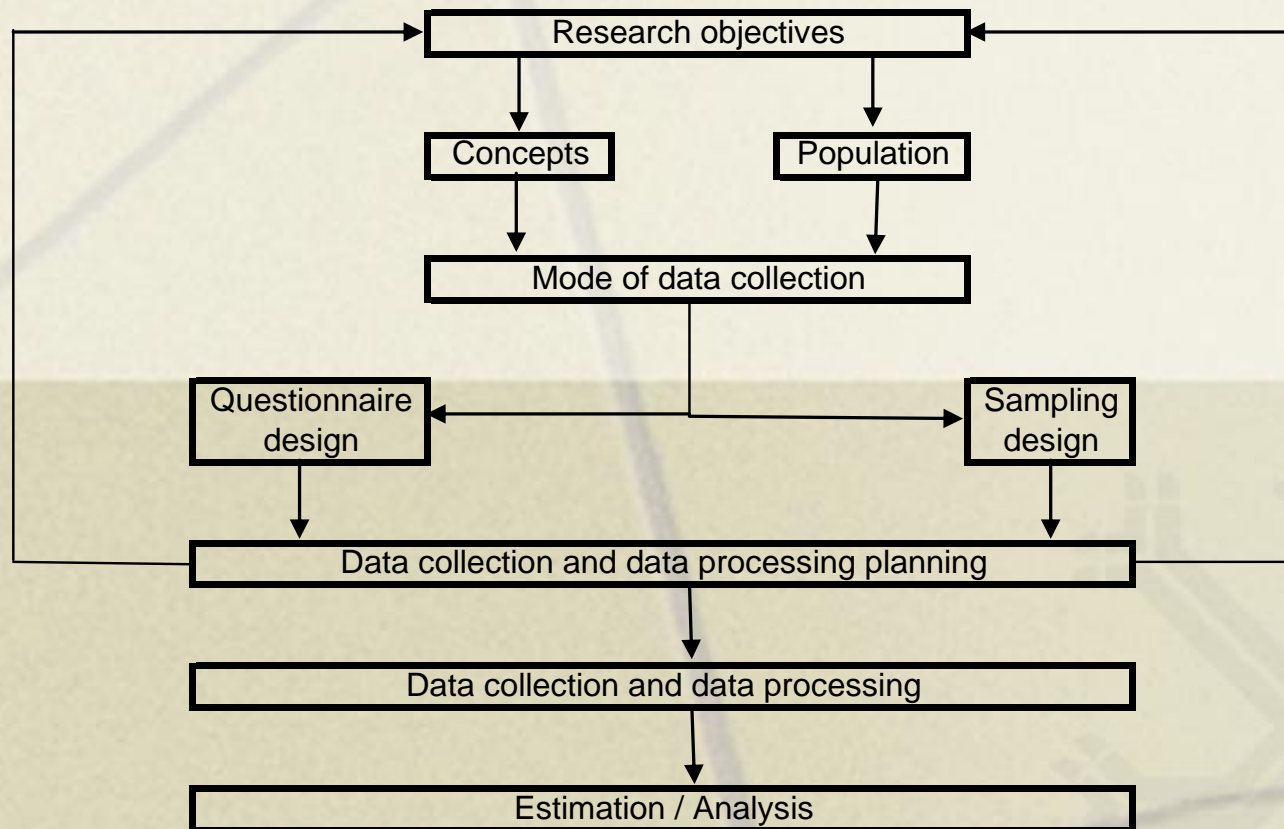 Research objectives
Concepts
Population
Mode of data collection
Questionnaire
design
Sampling
design
Data collection and data processing planning
Data collection and data processing
Estimation / Analysis